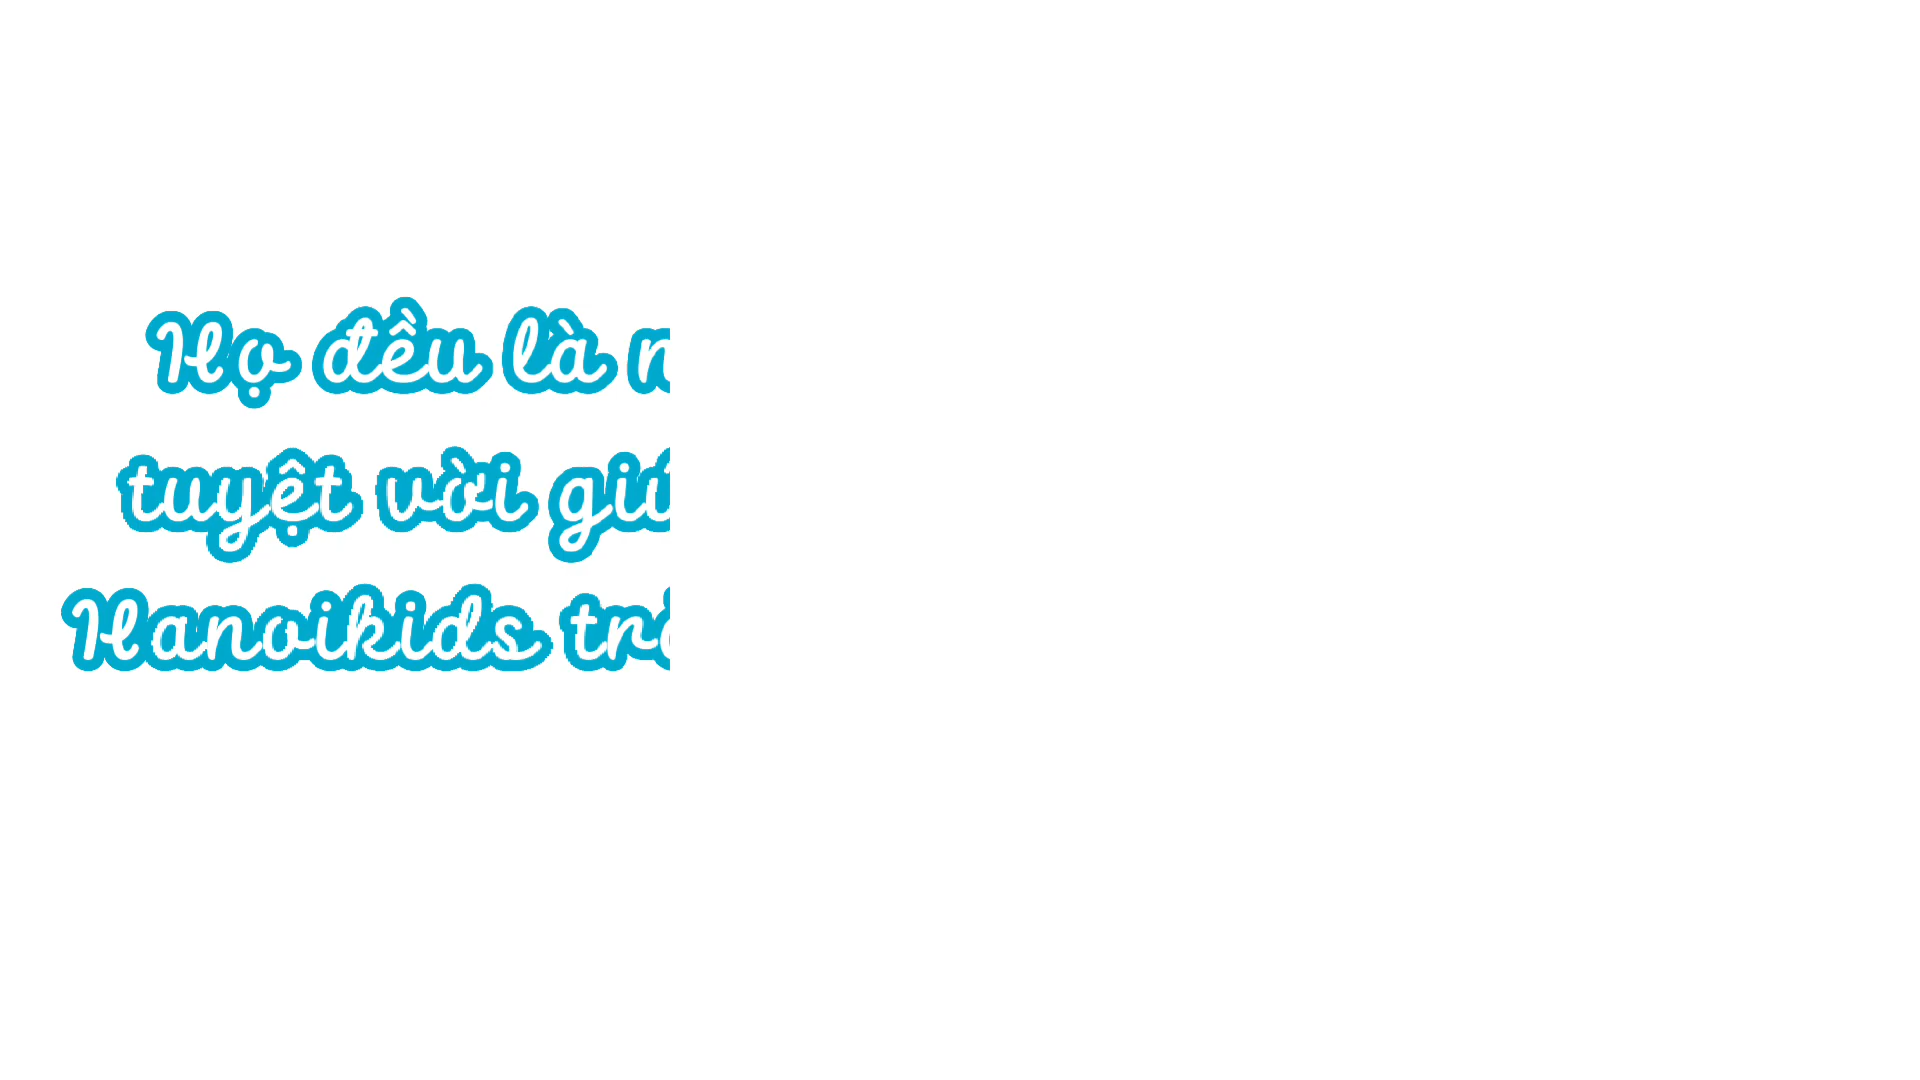 Họ đều là
tuyệt vời
Hanoikids